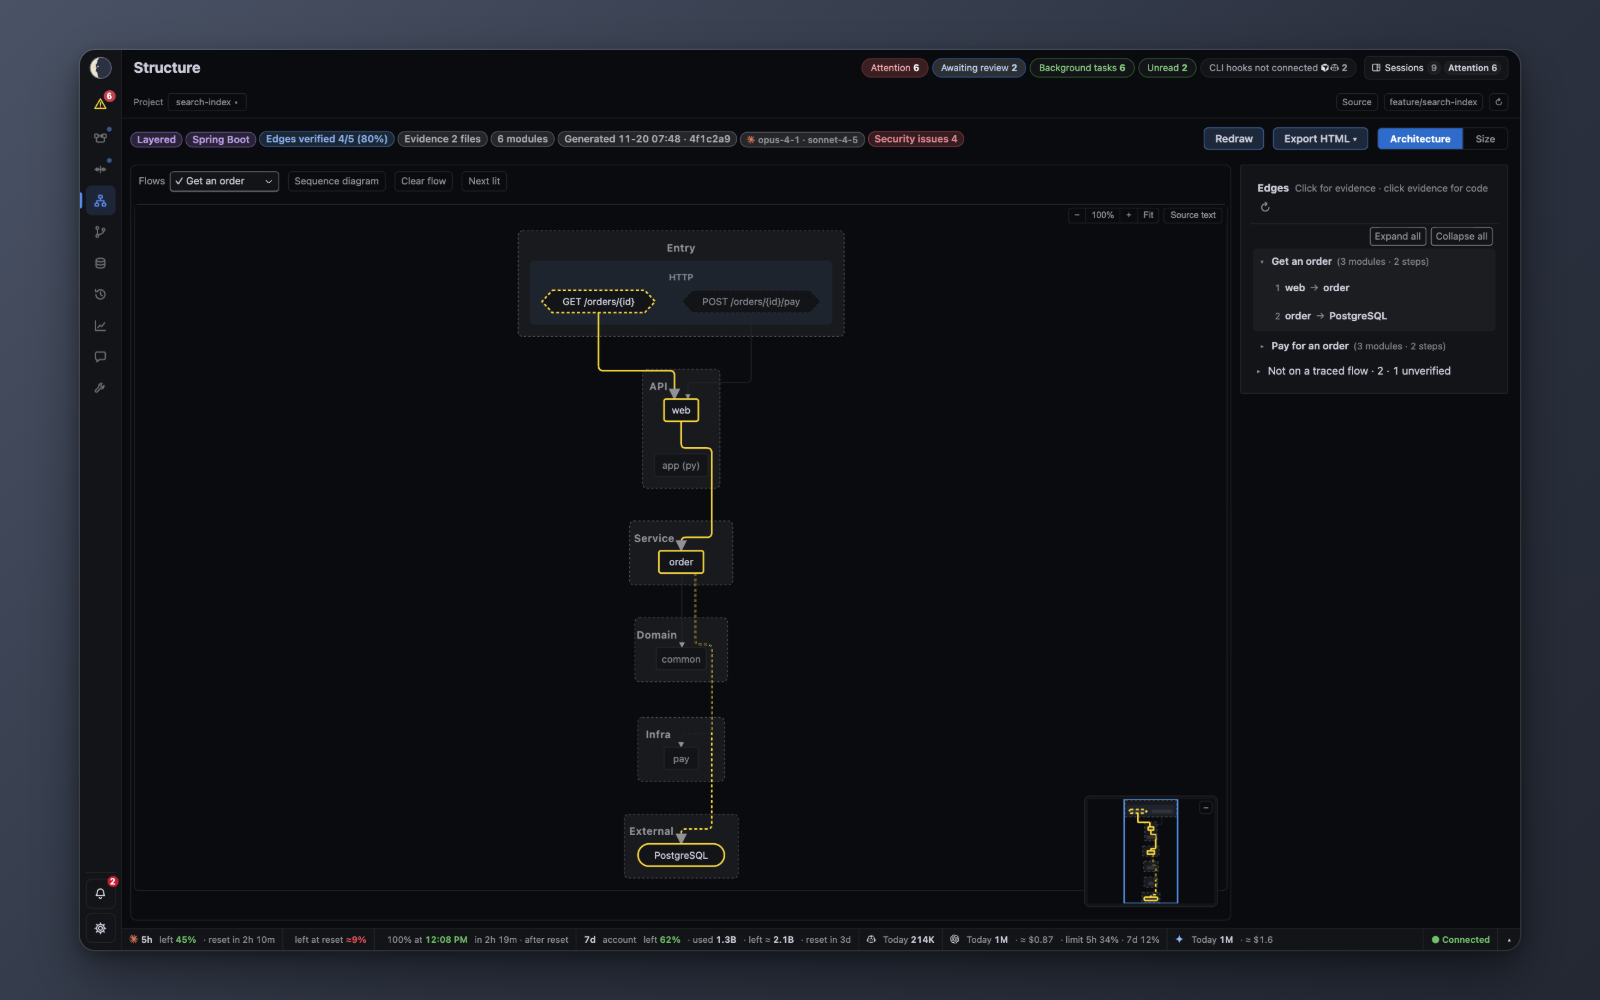 Structure
Attention 6
Awaiting review 2
Background tasks 6
Unread 2
CLI hooks not connected 2
Sessions 9 Attention 6
6
Project search-index
Source
feature/search-index
Layered
Spring Boot
Edges verified 4/5 (80%)
Evidence 2 files
6 modules
Generated 11-20 07:48 · 4f1c2a9
opus-4-1 · sonnet-4-5
Security issues 4
Redraw
Export HTML
Architecture
Size
Flows ✓ Get an order
Sequence diagram
Clear flow
Next lit
− 100% + Fit
Source text
Entry
HTTP
GET /orders/{id}
POST /orders/{id}/pay
API
web
app (py)
Service
order
Domain
common
Infra
pay
External
PostgreSQL
Edges Click for evidence · click evidence for code
Expand all
Collapse all
Get an order (3 modules · 2 steps)
1 web → order
2 order → PostgreSQL
Pay for an order (3 modules · 2 steps)
Not on a traced flow · 2 · 1 unverified
−
2
5h left 45% · reset in 2h 10m
left at reset ≈9%
100% at 12:08 PM in 2h 19m · after reset
7d account left 62% · used 1.3B · left ≈ 2.1B · reset in 3d
Today 214K
Today 1M · ≈ $0.87 · limit 5h 34% · 7d 12%
Today 1M · ≈ $1.6
Connected